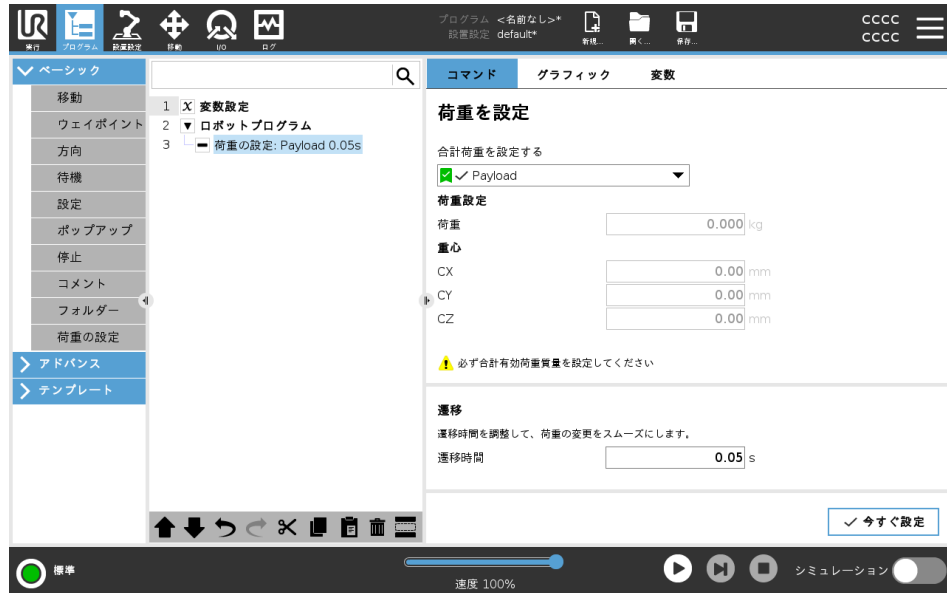 UR
実行
プログラム
設置設定
移動
I/O
ログ
プログラム <名前なし>*
設置設定 default*
新規...
開く...
保存...
CCCC
CCCC
ベーシック
移動
ウェイポイント
方向
待機
設定
ポップアップ
停止
コメント
フォルダー
荷重の設定
アドバンス
テンプレート
1 X 変数設定
2 ▼ ロボットプログラム
3 荷重の設定: Payload 0.05s
コマンド グラフィック 変数
荷重を設定
合計荷重を設定する
Payload
荷重設定
荷重 0.000 kg
重心
CX 0.00 mm
CY 0.00 mm
CZ 0.00 mm
必ず合計有効荷重質量を設定してください
遷移
遷移時間を調整して、荷重の変更をスムーズにします。
遷移時間 0.05 s
今すぐ設定
標準
速度 100%
シミュレーション